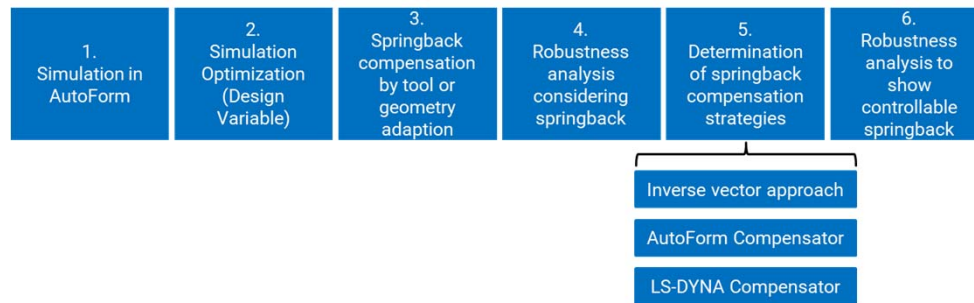 1.
Simulation in
AutoForm
2.
Simulation
Optimization
(Design
Variable)
3.
Springback
compensation
by tool or
geometry
adaption
4.
Robustness
analysis
considering
springback
5.
Determination
of springback
compensation
strategies
6.
Robustness
analysis to
show
controllable
springback
Inverse vector approach
AutoForm Compensator
LS-DYNA Compensator